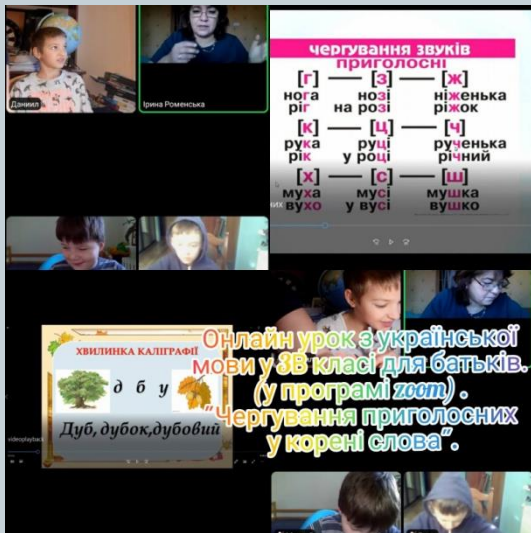 Даниил
Ірина Роменська
чергування звуків
приголосні
[г] — [з] — [ж]
нога нозі ніженька
ріг на розі ріжок
[к] — [ц] — [ч]
рука руці рученька
рік у році річний
[х] — [с] — [ш]
муха мусі мушка
вухо у вусі вушко
ХВИЛИНКА КАЛІГРАФІЇ
д б у
Дуб, дубок,дубовий
videoplayback
Онлайн урок з української
мови у 3В класі для батьків.
(у програмі zoom) .
"Чергування приголосних
у корені слова".